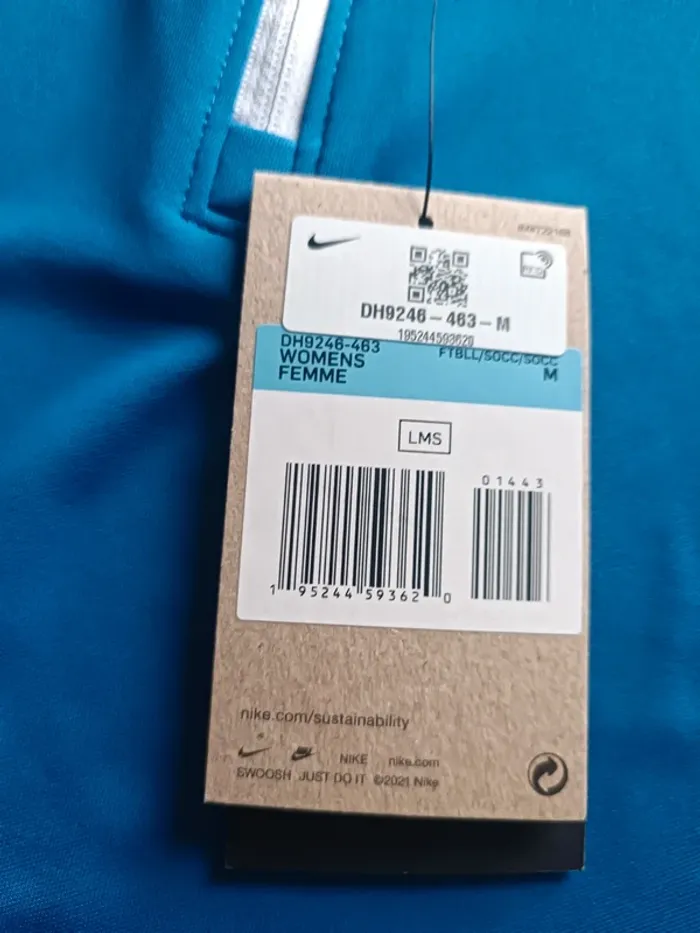 DH9246-463-M
195244593620
DH9246-463
FTBLL/SOCC/SOCC
WOMENS
FEMME
M
LMS
01443
1 95244 59362 0
nike.com/sustainability
NIKE nike.com
SWOOSH JUST DO IT ©2021 Nike